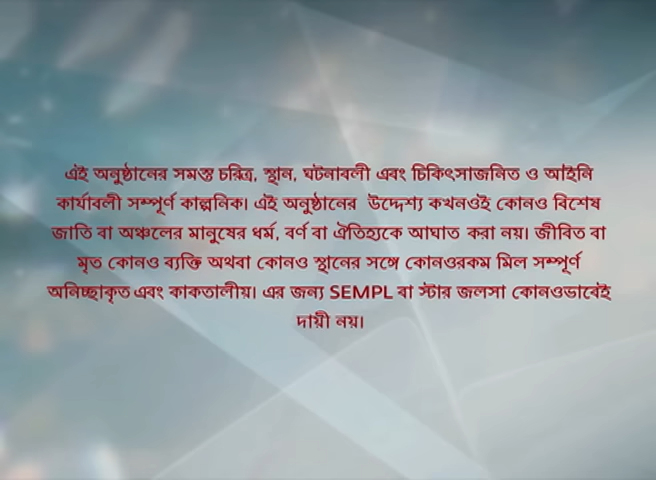 এই অনুষ্ঠানের সমস্ত চরিত্র, স্থান, ঘটনাবলী এবং চিকিৎসাজনিত ও আইনি
কার্যাবলী সম্পূর্ণ কাল্পনিক। এই অনুষ্ঠানের উদ্দেশ্য কখনওই কোনও বিশেষ
জাতি বা অঞ্চলের মানুষের ধর্ম, বর্ণ বা ঐতিহ্যকে আঘাত করা নয়। জীবিত বা
মৃত কোনও ব্যক্তি অথবা কোনও স্থানের সঙ্গে কোনওরকম মিল সম্পূর্ণ
অনিচ্ছাকৃত এবং কাকতালীয়। এর জন্য SEMPL বা স্টার জলসা কোনওভাবেই
দায়ী নয়।